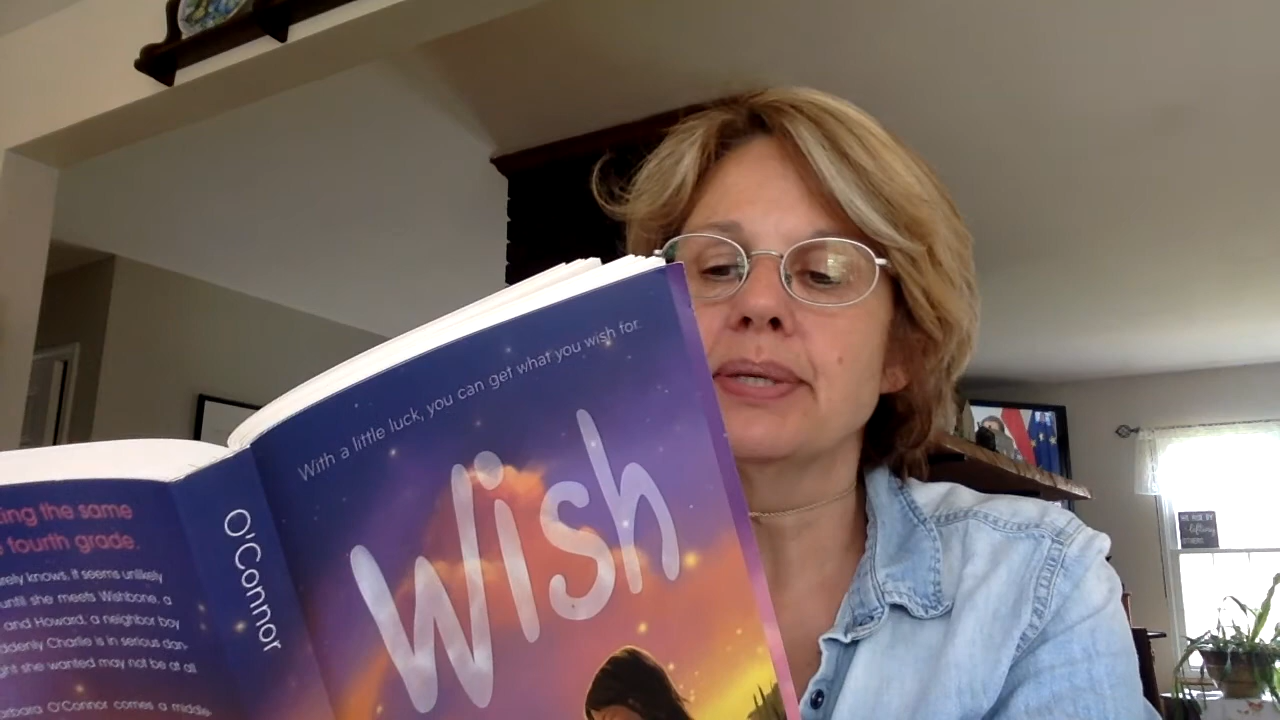 With a little luck, you can get what you wish for.
Wish
O'Connor
the same
fourth grade.
knows, it seems unlikely
until she meets Wishbone, a
and Howard, a neighbor boy
Charlie is in serious dan-
she wanted may not be at all
O'Connor comes a middle-